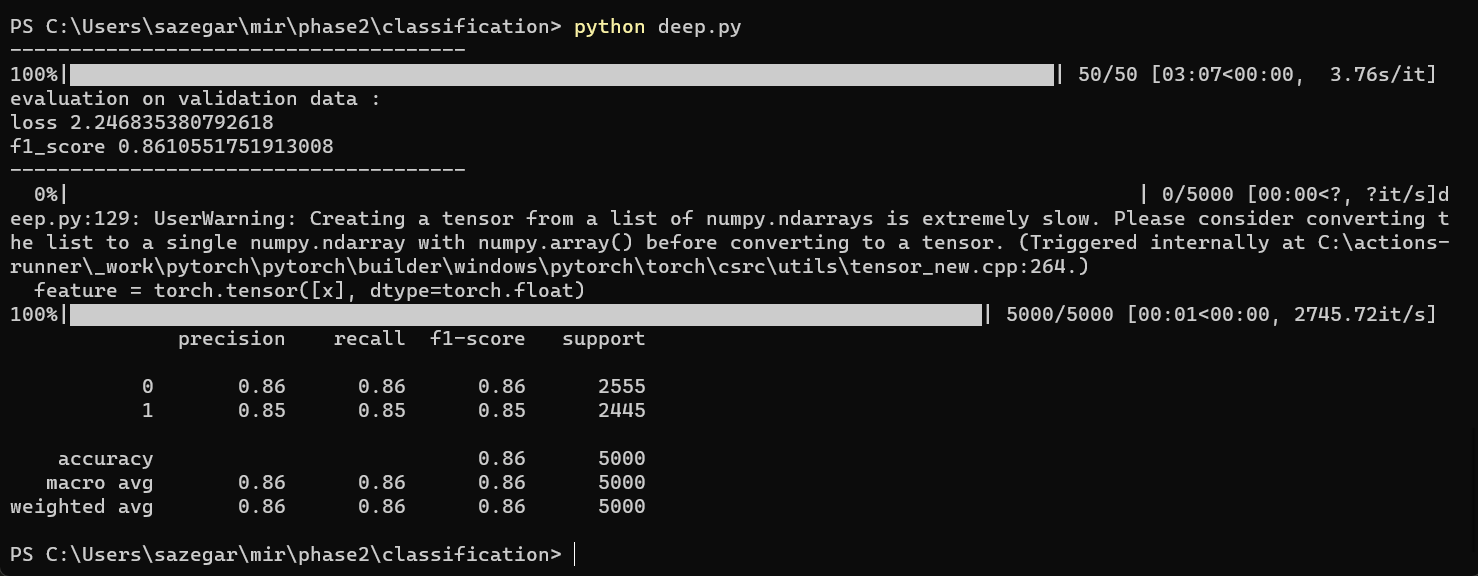 PS C:\Users\sazegar\mir\phase2\classification> python deep.py
--------------------------------------
100%| | 50/50 [03:07<00:00,  3.76s/it]
evaluation on validation data :
loss 2.246835380792618
f1_score 0.8610551751913008
--------------------------------------
  0%| | 0/5000 [00:00<?, ?it/s]d
eep.py:129: UserWarning: Creating a tensor from a list of numpy.ndarrays is extremely slow. Please consider converting t
he list to a single numpy.ndarray with numpy.array() before converting to a tensor. (Triggered internally at C:\actions-
runner\_work\pytorch\pytorch\builder\windows\pytorch\torch\csrc\utils\tensor_new.cpp:264.)
  feature = torch.tensor([x], dtype=torch.float)
100%| | 5000/5000 [00:01<00:00, 2745.72it/s]
              precision    recall  f1-score   support
           0       0.86      0.86      0.86      2555
           1       0.85      0.85      0.85      2445
    accuracy                           0.86      5000
   macro avg       0.86      0.86      0.86      5000
weighted avg       0.86      0.86      0.86      5000
PS C:\Users\sazegar\mir\phase2\classification>